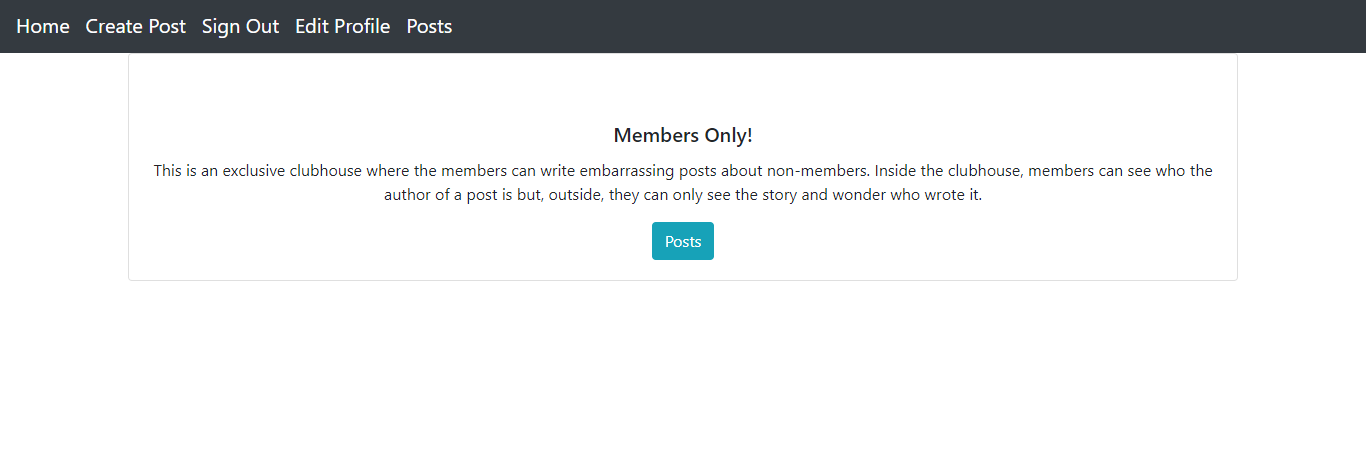 Home Create Post Sign Out Edit Profile Posts
Members Only!
This is an exclusive clubhouse where the members can write embarrassing posts about non-members. Inside the clubhouse, members can see who the
author of a post is but, outside, they can only see the story and wonder who wrote it.
Posts